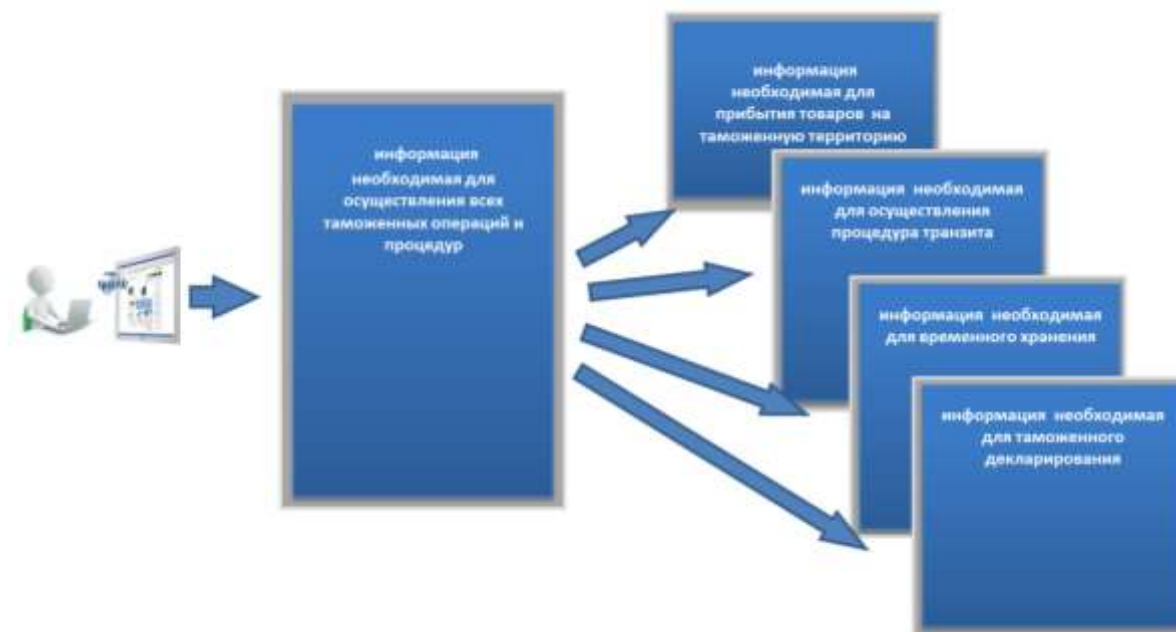 информация
необходимая для
осуществления всех
таможенных операций и
процедур
информация
необходимая для
прибытия товаров на
таможенную территорию
информация необходимая
для осуществления
процедура транзита
информация необходимая
для временного хранения
информация необходимая
для таможенного
декларирования